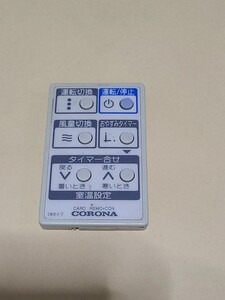 運転切換 運転/停止
風量切換 おやすみタイマー
タイマー合せ
戻る 進む
暑いとき 寒いとき
室温設定
CARD REMO-CON
CORONA